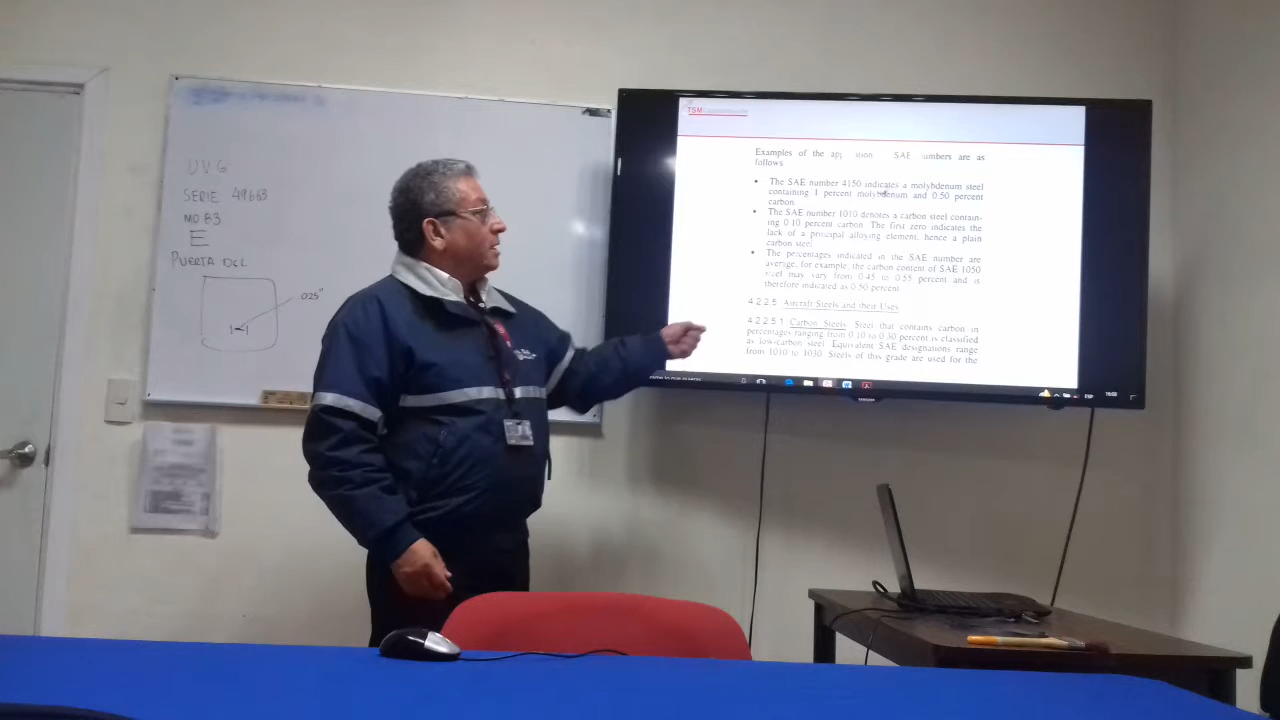 UVG
SERIE 49663
MO 83
E
PUERTA DEL
.025"
TSM
Examples of the SAE numbers are as
follows
• The SAE number 4150 indicates a molybdenum steel
containing 1 percent molybdenum and 0.50 percent
carbon
• The SAE number 1010 denotes a carbon steel contain-
ing 0.10 percent carbon. The first zero indicates the
lack of a principal alloying element, hence a plain
carbon steel
• The percentages indicated in the SAE number are
average, for example, the carbon content of SAE 1050
steel may vary from 0.45 to 0.55 percent and is
therefore indicated as 0.50 percent
4.2.2.5 Aircraft Steels and their Uses
4.2.2.5.1 Carbon Steels Steel that contains carbon in
percentages ranging from 0.10 to 0.30 percent is classified
as low-carbon steel. Equivalent SAE designations range
from 1010 to 1030. Steels of this grade are used for the
ESP
SAMSUNG